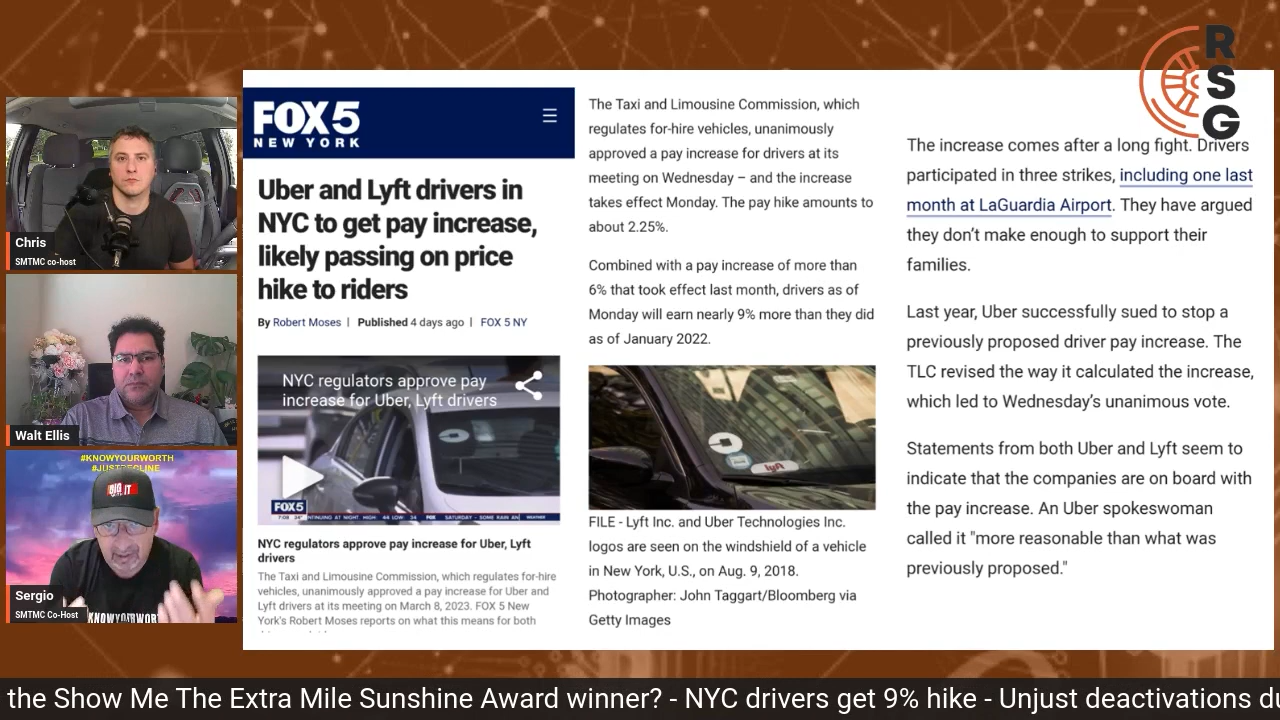 R
S
G
Chris
SMTMC co-host
Walt Ellis
#KNOWYOURWORTH
#JUSTDECLINE
Sergio
SMTMC Co-Host
FOX 5
NEW YORK
Uber and Lyft drivers in
NYC to get pay increase,
likely passing on price
hike to riders
By Robert Moses | Published 4 days ago | FOX 5 NY
NYC regulators approve pay
increase for Uber, Lyft drivers
FOX5
NYC regulators approve pay increase for Uber, Lyft
drivers
The Taxi and Limousine Commission, which regulates for-hire
vehicles, unanimously approved a pay increase for Uber and
Lyft drivers at its meeting on March 8, 2023. FOX 5 New
York's Robert Moses reports on what this means for both
The Taxi and Limousine Commission, which
regulates for-hire vehicles, unanimously
approved a pay increase for drivers at its
meeting on Wednesday – and the increase
takes effect Monday. The pay hike amounts to
about 2.25%.
Combined with a pay increase of more than
6% that took effect last month, drivers as of
Monday will earn nearly 9% more than they did
as of January 2022.
lyft
FILE - Lyft Inc. and Uber Technologies Inc.
logos are seen on the windshield of a vehicle
in New York, U.S., on Aug. 9, 2018.
Photographer: John Taggart/Bloomberg via
Getty Images
The increase comes after a long fight. Drivers
participated in three strikes, including one last
month at LaGuardia Airport. They have argued
they don't make enough to support their
families.
Last year, Uber successfully sued to stop a
previously proposed driver pay increase. The
TLC revised the way it calculated the increase,
which led to Wednesday's unanimous vote.
Statements from both Uber and Lyft seem to
indicate that the companies are on board with
the pay increase. An Uber spokeswoman
called it "more reasonable than what was
previously proposed."
the Show Me The Extra Mile Sunshine Award winner? - NYC drivers get 9% hike - Unjust deactivations